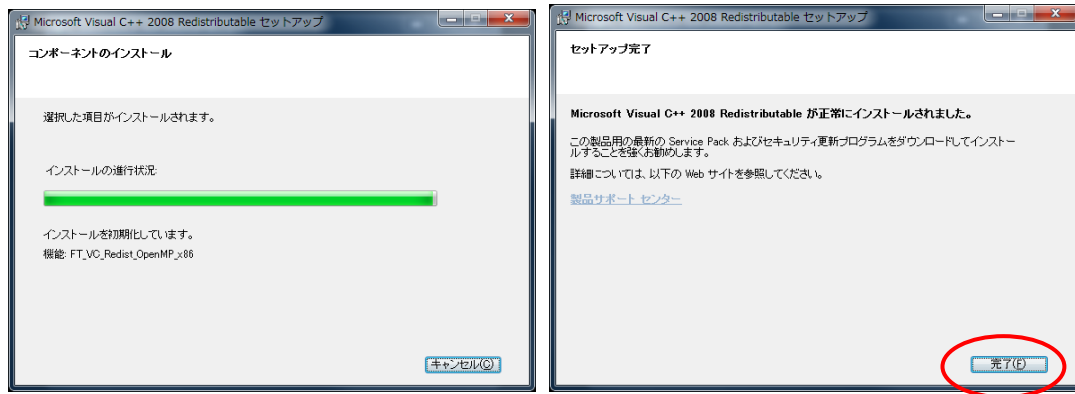 Microsoft Visual C++ 2008 Redistributable セットアップ
コンポーネントのインストール
選択した項目がインストールされます。
インストールの進行状況:
インストールを初期化しています。
機能: FT_VC_Redist_OpenMP_x86
キャンセル(C)
Microsoft Visual C++ 2008 Redistributable セットアップ
セットアップ完了
Microsoft Visual C++ 2008 Redistributable が正常にインストールされました。
この製品用の最新の Service Pack およびセキュリティ更新プログラムをダウンロードしてインストー
ルすることを強くお勧めします。
詳細については、以下の Web サイトを参照してください。
製品サポート センター
完了(F)